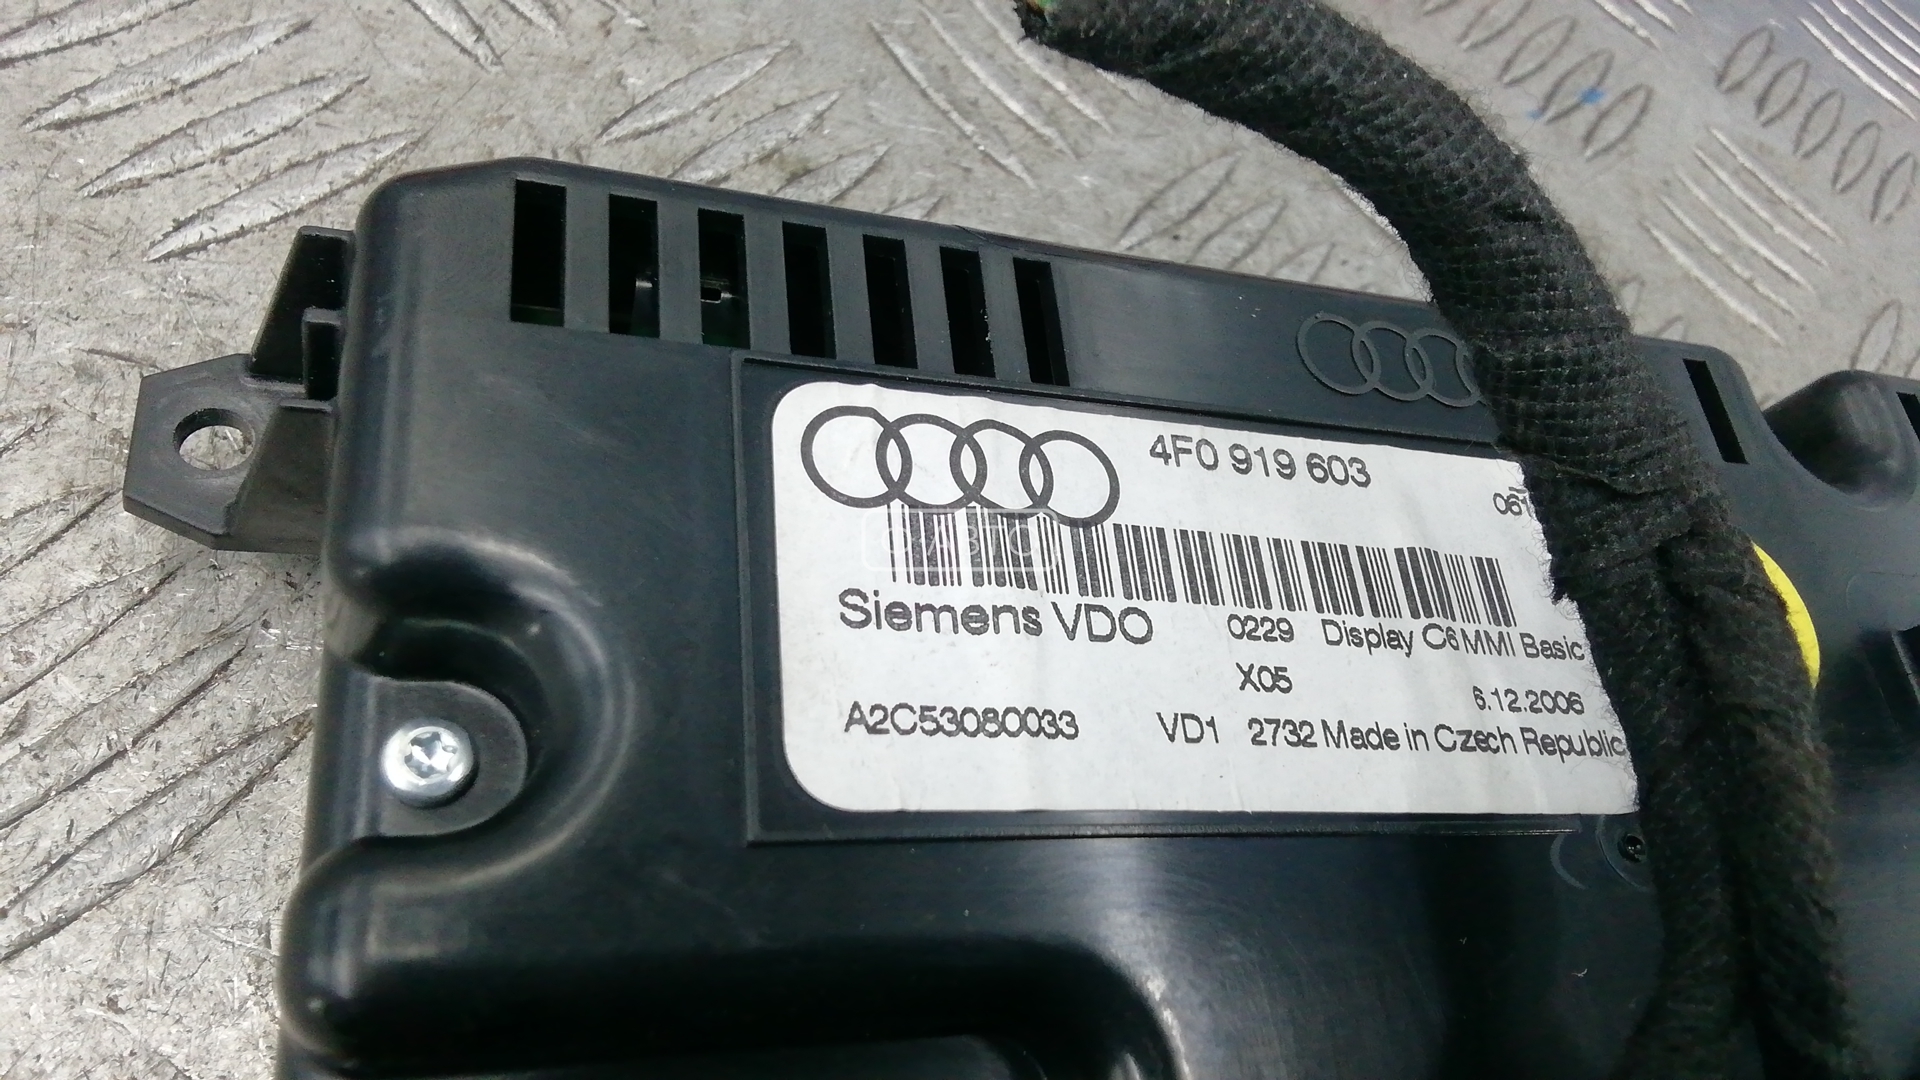 4F0 919 603
Siemens VDO
0229 Display C6 MMI Basic
X05
6.12.2006
A2C53080033 VD1 2732 Made in Czech Republic